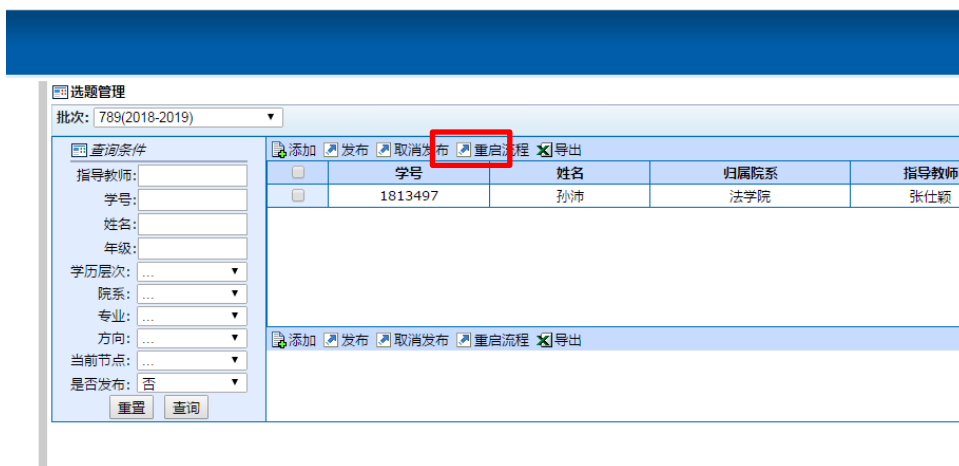 选题管理
批次: 789(2018-2019)
查询条件
添加 发布 取消发布 重启流程 导出
指导教师:
学号 姓名 归属院系 指导教师
学号:
1813497 孙沛 法学院 张仕颖
姓名:
年级:
学历层次: ...
院系: ...
专业: ...
方向: ...
添加 发布 取消发布 重启流程 导出
当前节点: ...
是否发布: 否
重置 查询